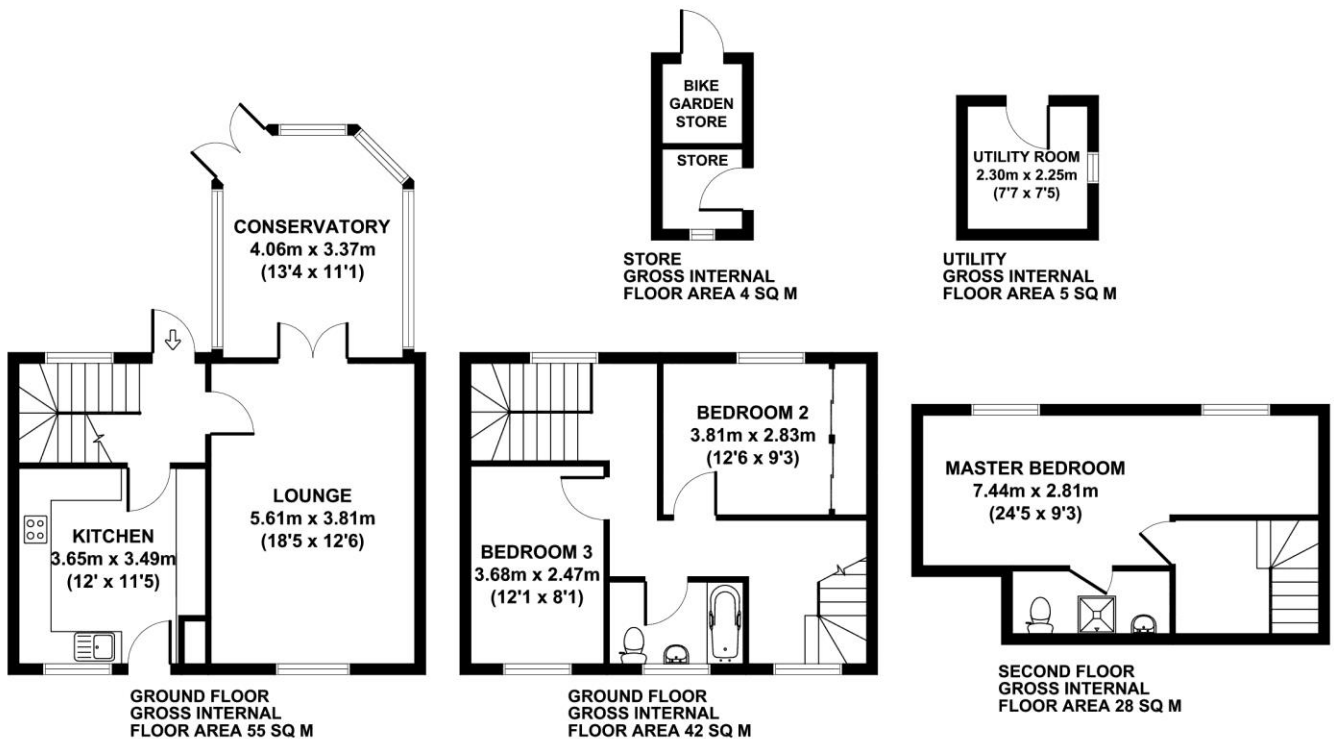 BIKE
GARDEN
STORE
STORE
STORE
GROSS INTERNAL
FLOOR AREA 4 SQ M
UTILITY ROOM
2.30m x 2.25m
(7'7 x 7'5)
UTILITY
GROSS INTERNAL
FLOOR AREA 5 SQ M
CONSERVATORY
4.06m x 3.37m
(13'4 x 11'1)
LOUNGE
5.61m x 3.81m
(18'5 x 12'6)
KITCHEN
3.65m x 3.49m
(12' x 11'5)
GROUND FLOOR
GROSS INTERNAL
FLOOR AREA 55 SQ M
BEDROOM 2
3.81m x 2.83m
(12'6 x 9'3)
BEDROOM 3
3.68m x 2.47m
(12'1 x 8'1)
GROUND FLOOR
GROSS INTERNAL
FLOOR AREA 42 SQ M
MASTER BEDROOM
7.44m x 2.81m
(24'5 x 9'3)
SECOND FLOOR
GROSS INTERNAL
FLOOR AREA 28 SQ M